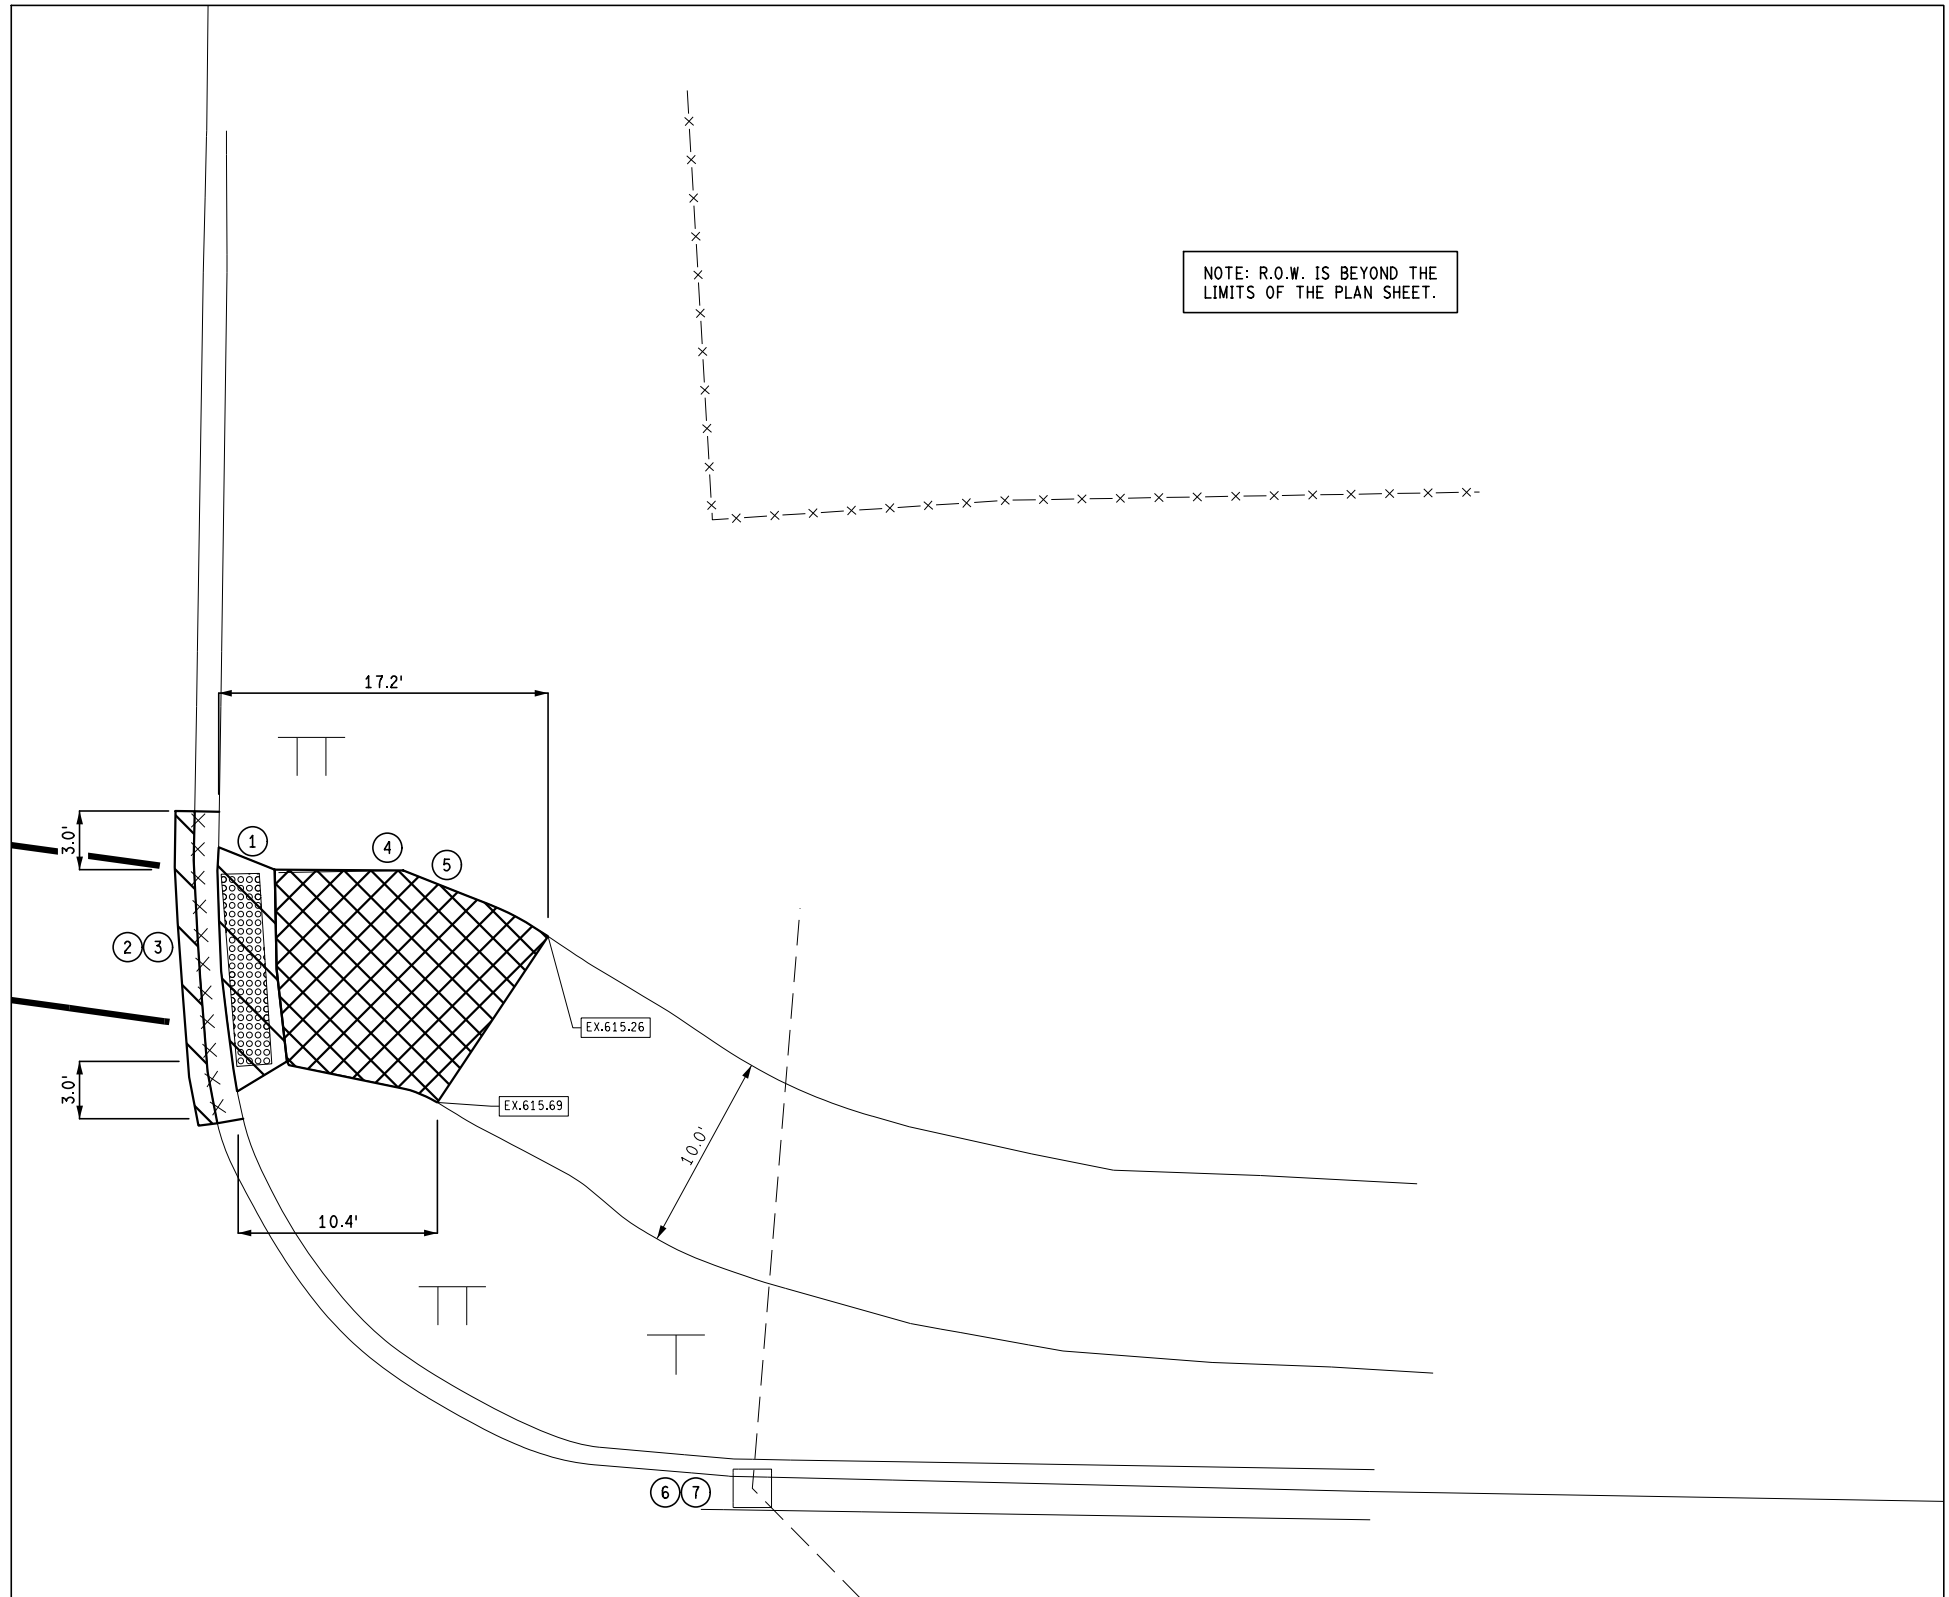 NOTE: R.O.W. IS BEYOND THE
LIMITS OF THE PLAN SHEET.
17.2'
3.0'
1
4
5
2 3
EX.615.26
3.0'
EX.615.69
10.0'
10.4'
6 7